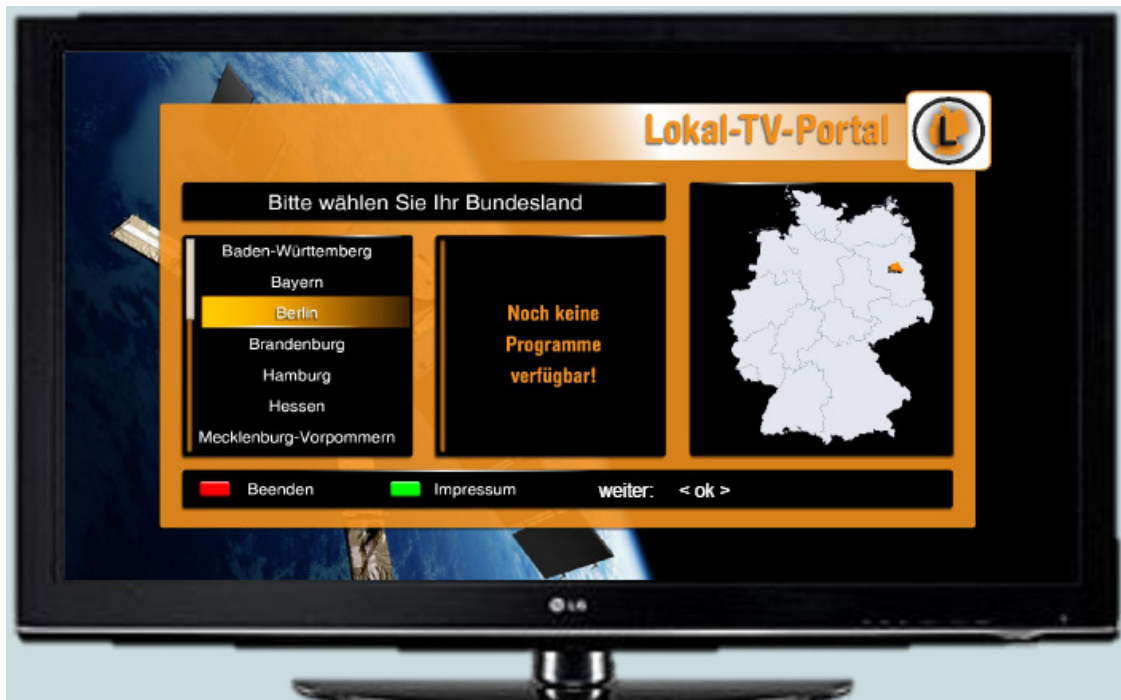 Lokal-TV-Portal
L
Bitte wählen Sie Ihr Bundesland
Baden-Württemberg
Bayern
Berlin
Brandenburg
Hamburg
Hessen
Mecklenburg-Vorpommern
Noch keine
Programme
verfügbar!
Beenden
Impressum
weiter: < ok >
LG